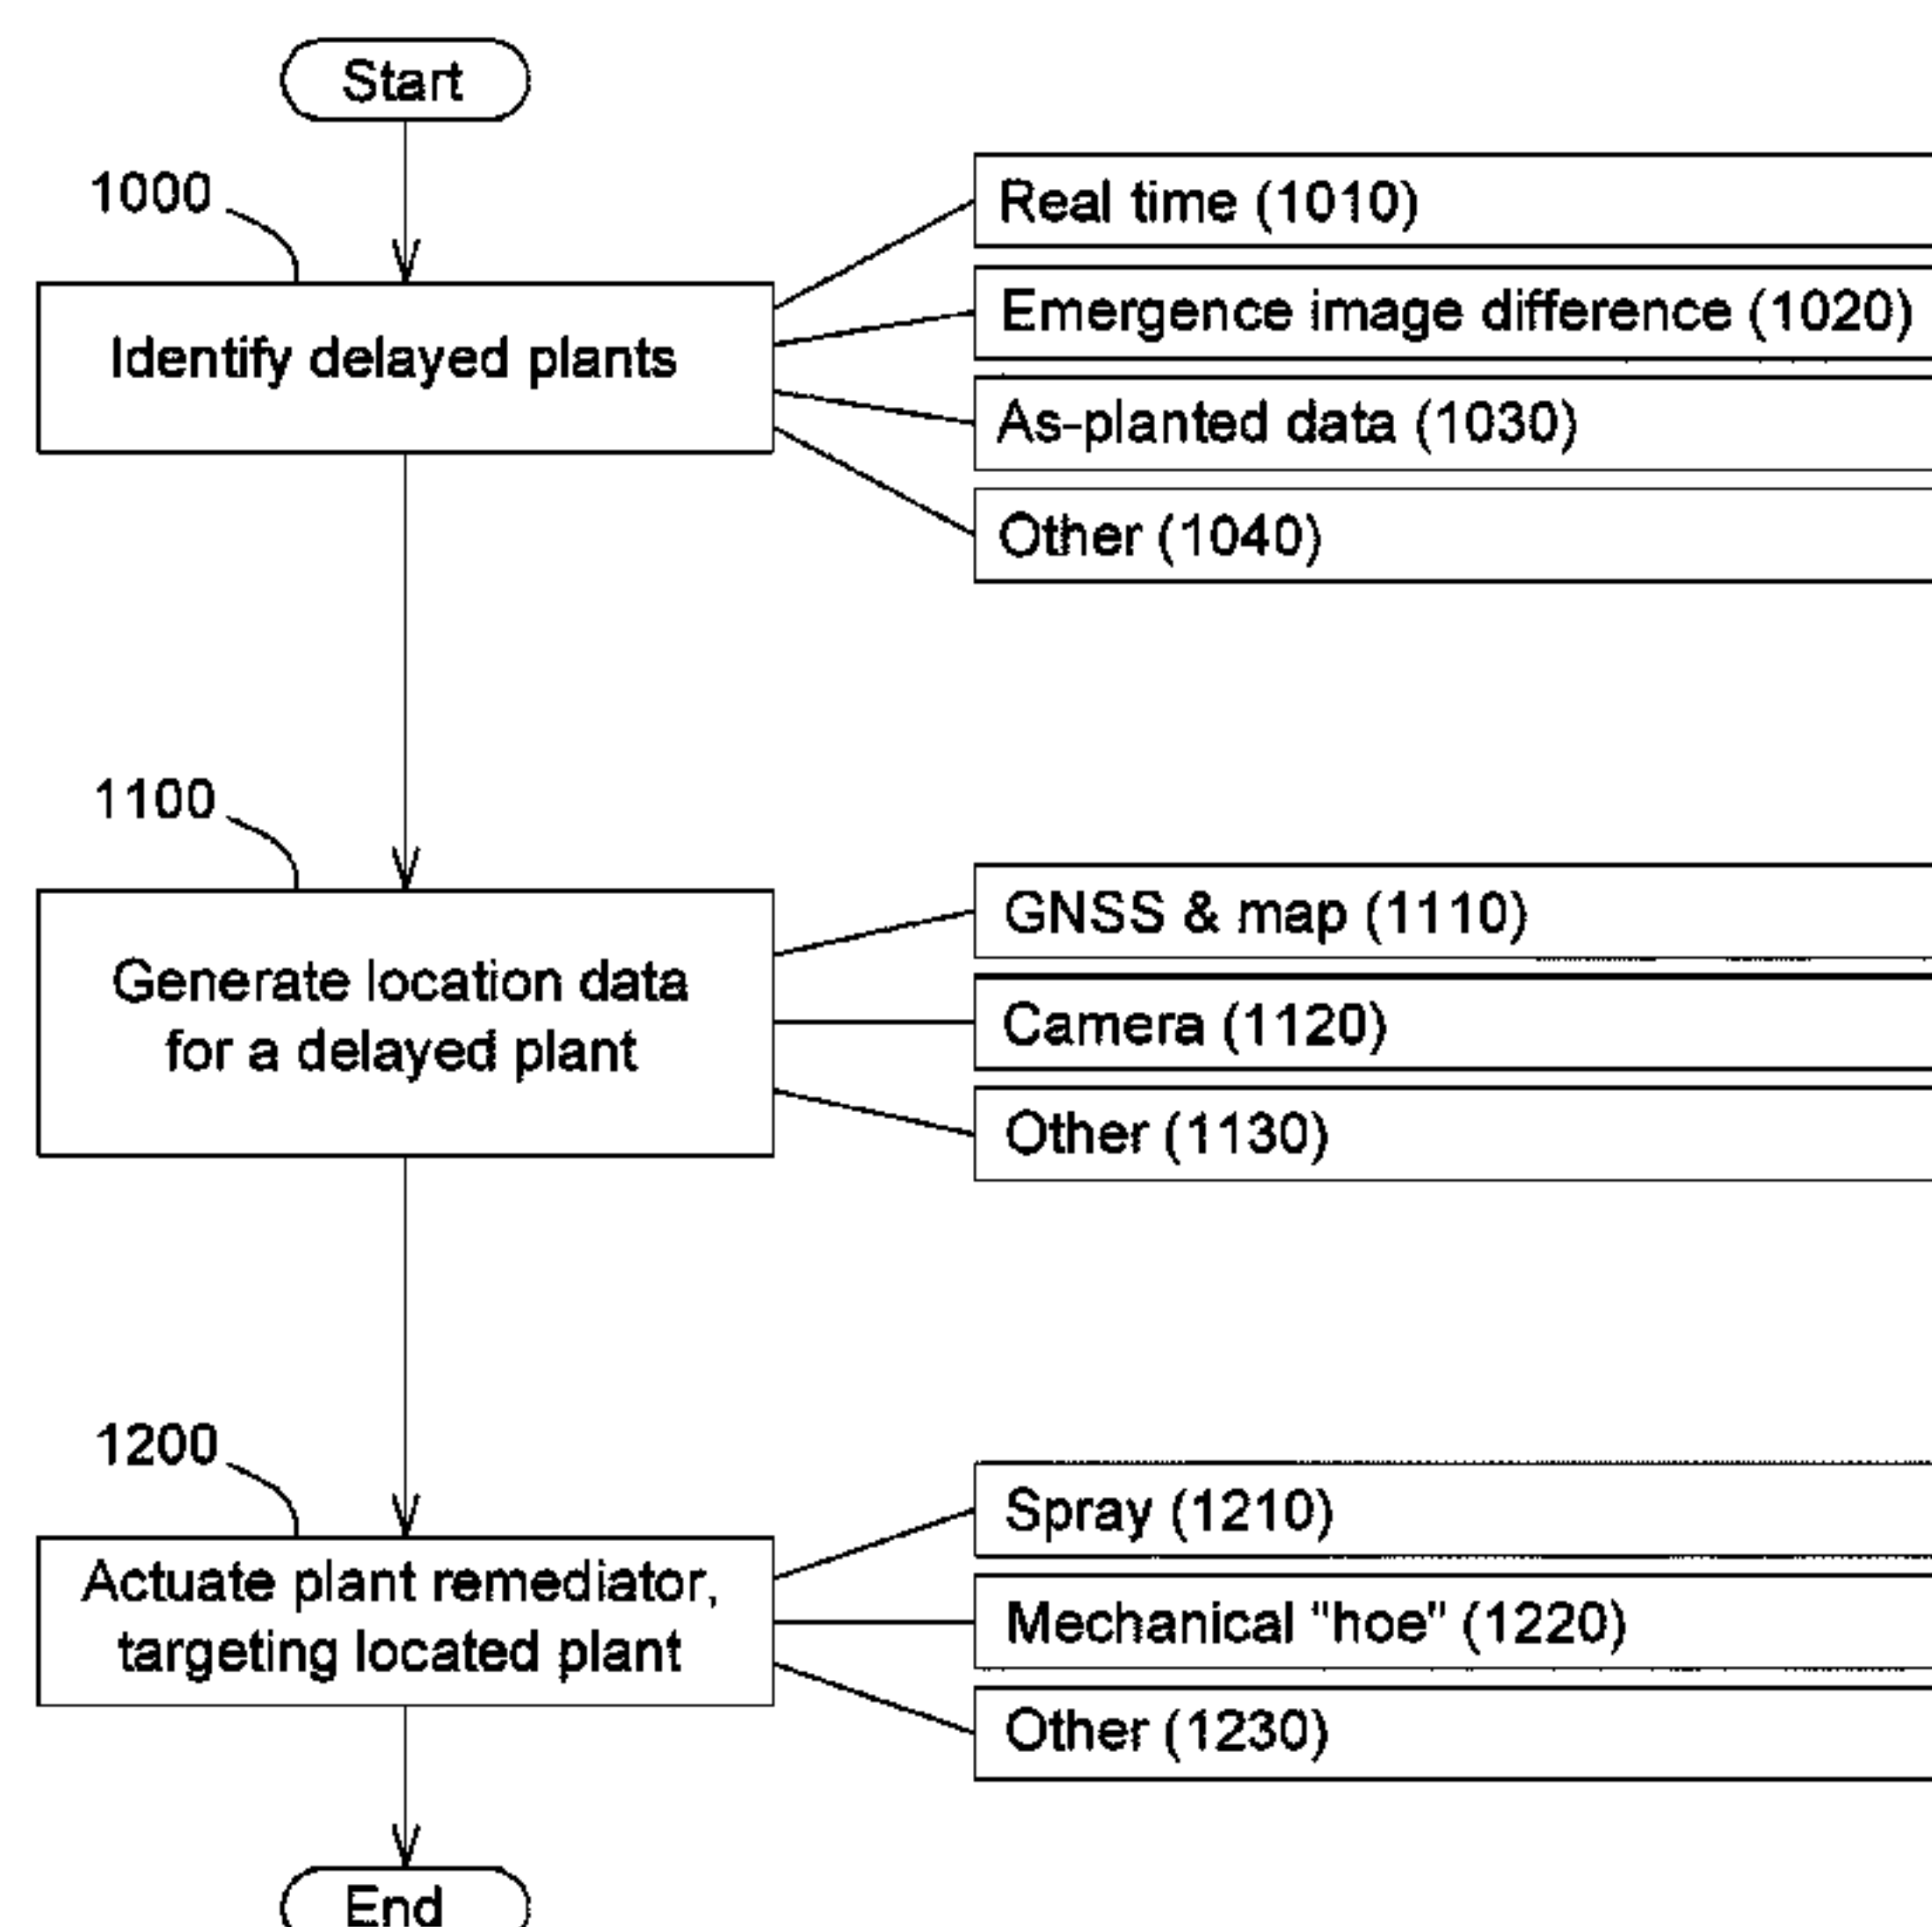 Start
1000
Identify delayed plants
Real time (1010)
Emergence image difference (1020)
As-planted data (1030)
Other (1040)
1100
Generate location data
for a delayed plant
GNSS & map (1110)
Camera (1120)
Other (1130)
1200
Actuate plant remediator,
targeting located plant
Spray (1210)
Mechanical "hoe" (1220)
Other (1230)
End